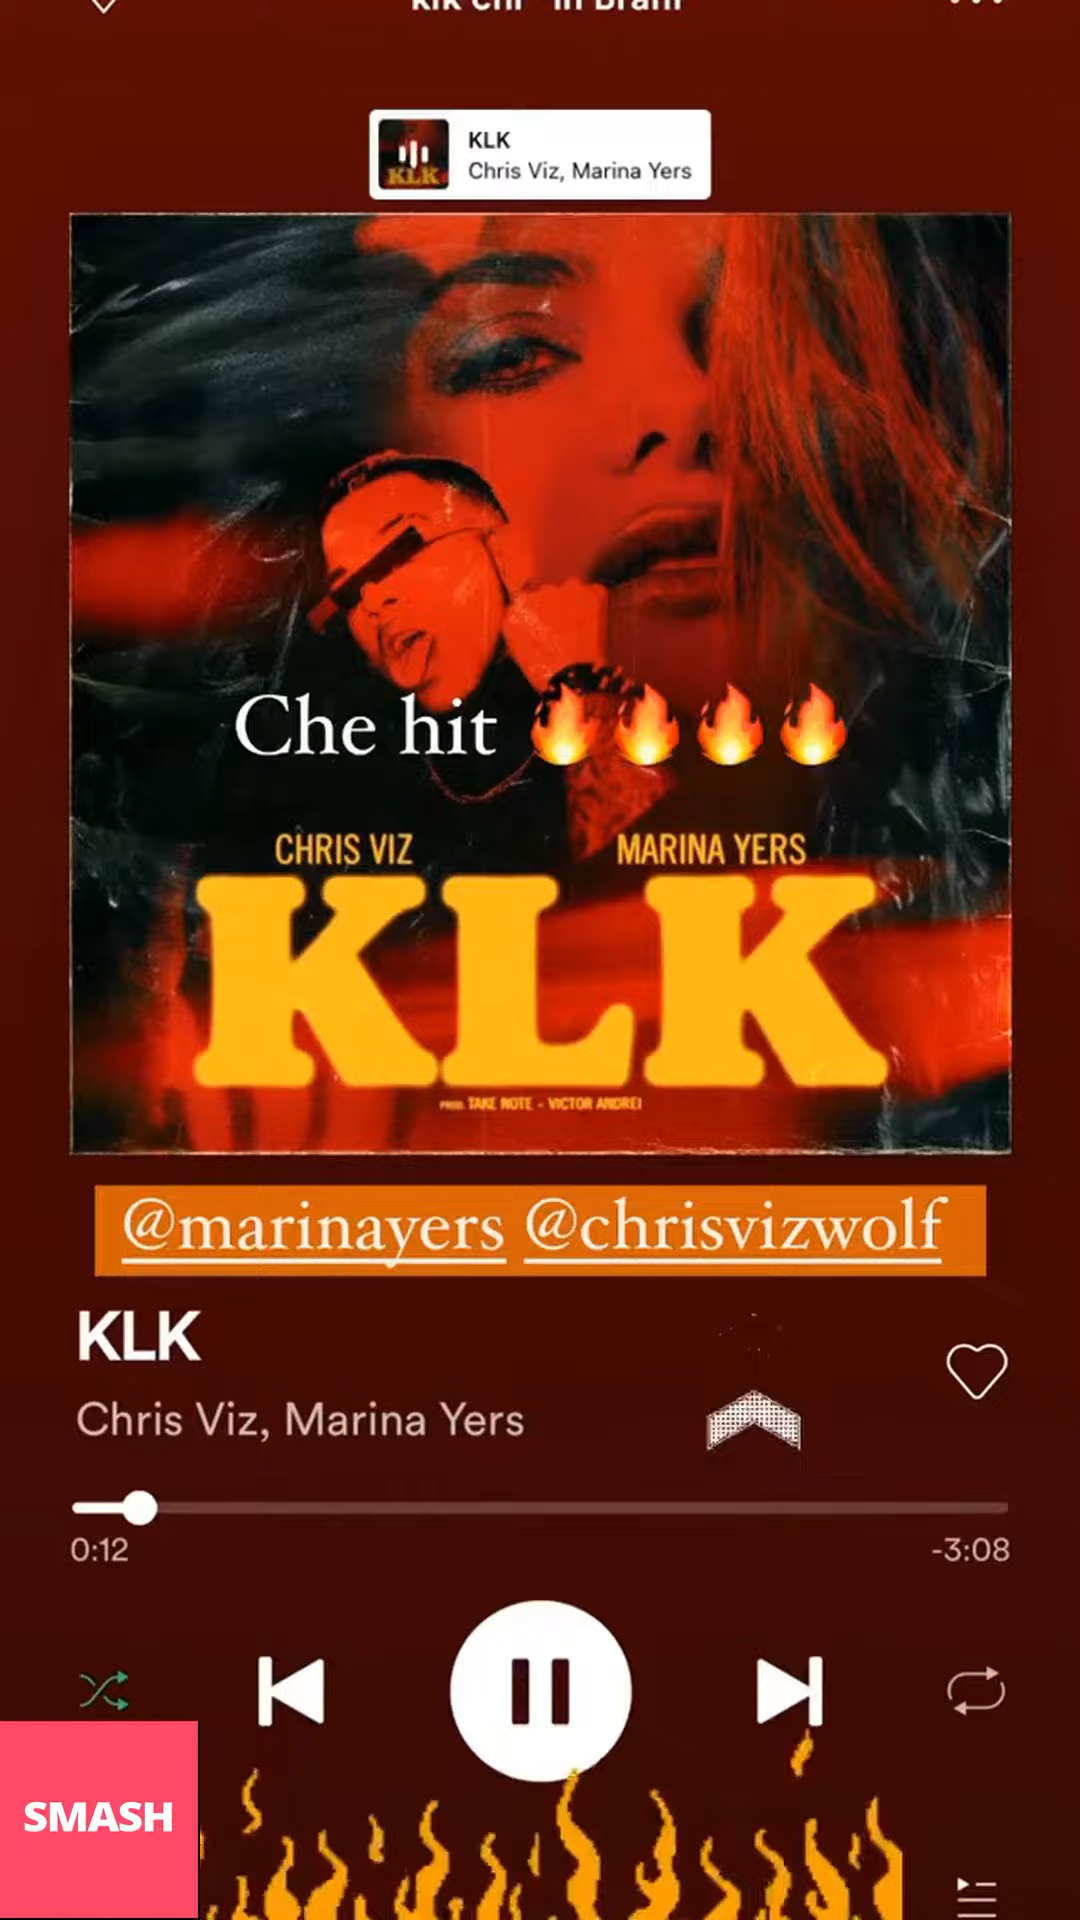 KLK
Chris Viz, Marina Yers
KLK
Che hit 🔥🔥🔥🔥
CHRIS VIZ MARINA YERS
KLK
PROD. TAKE NOTE - VICTOR ANDREI
@marinayers @chrisvizwolf
KLK
Chris Viz, Marina Yers
0:12 -3:08
SMASH